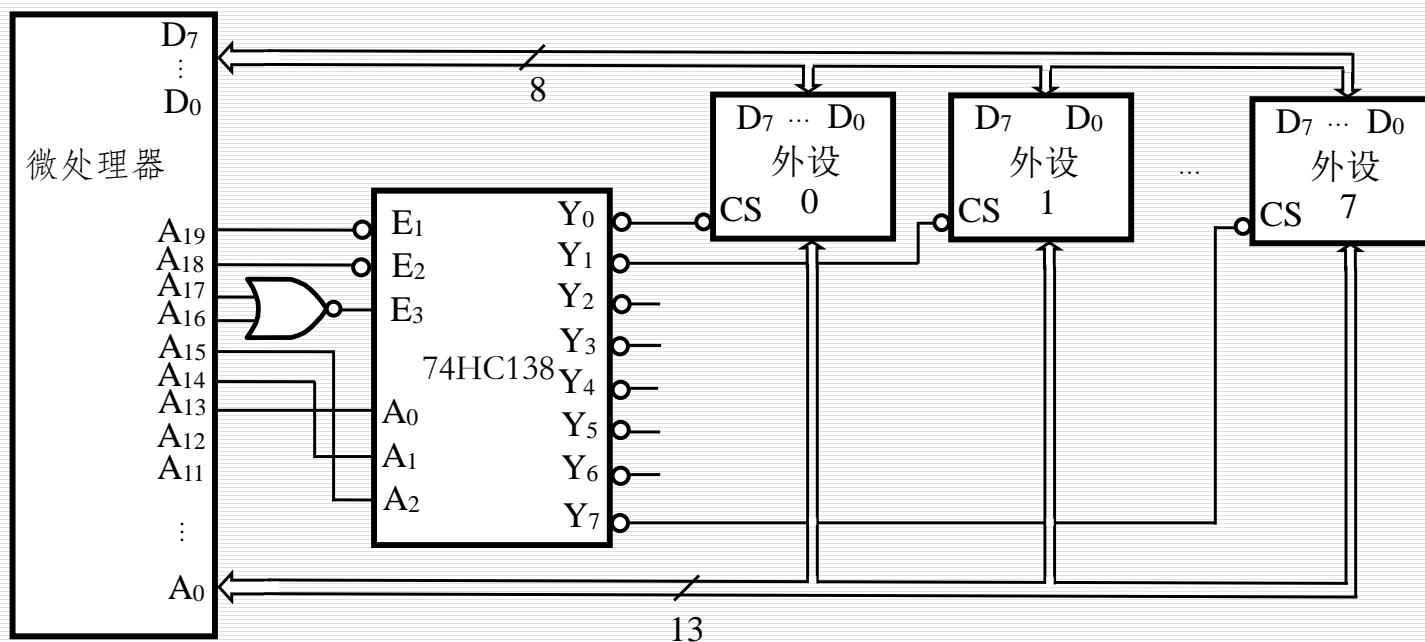 D7
⋮
D0
微处理器
A19
A18
A17
A16
A15
A14
A13
A12
A11
⋮
A0
8
E1
E2
E3
74HC138
A0
A1
A2
Y0
Y1
Y2
Y3
Y4
Y5
Y6
Y7
D7 ... D0
外设
0
CS
D7 D0
外设
1
CS
...
D7 ... D0
外设
7
CS
13